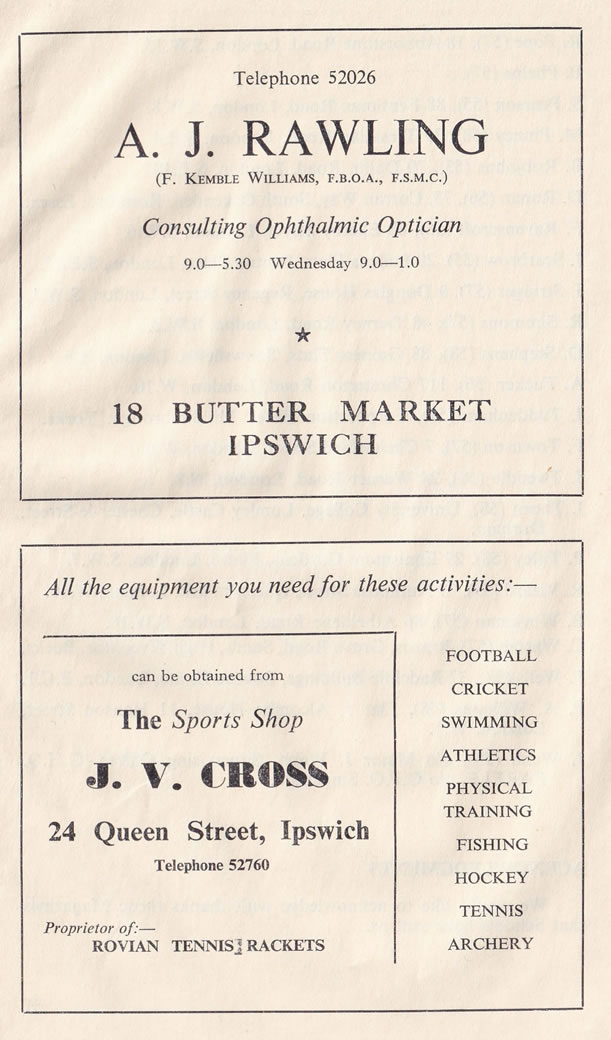 Telephone 52026
A. J. RAWLING
(F. KEMBLE WILLIAMS, F.B.O.A., F.S.M.C.)
Consulting Ophthalmic Optician
9.0—5.30 Wednesday 9.0—1.0
18 BUTTER MARKET
IPSWICH
All the equipment you need for these activities:—
can be obtained from
The Sports Shop
J. V. CROSS
24 Queen Street, Ipswich
Telephone 52760
Proprietor of:—
ROVIAN TENNIS RACKETS
FOOTBALL
CRICKET
SWIMMING
ATHLETICS
PHYSICAL
TRAINING
FISHING
HOCKEY
TENNIS
ARCHERY